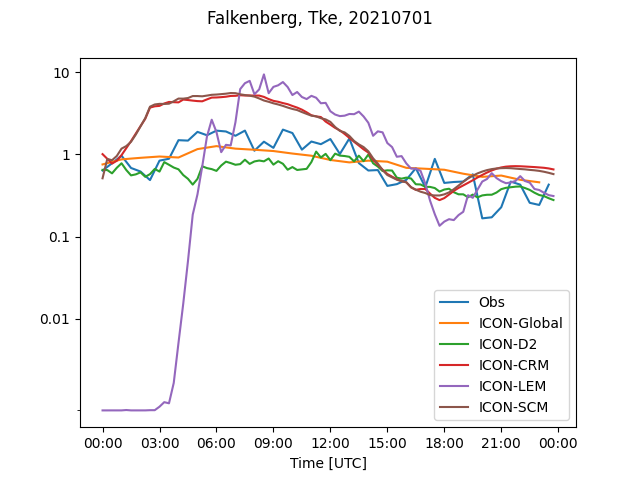 Falkenberg, Tke, 20210701
10
1
0.1
0.01
Obs
ICON-Global
ICON-D2
ICON-CRM
ICON-LEM
ICON-SCM
00:00 03:00 06:00 09:00 12:00 15:00 18:00 21:00 00:00
Time [UTC]